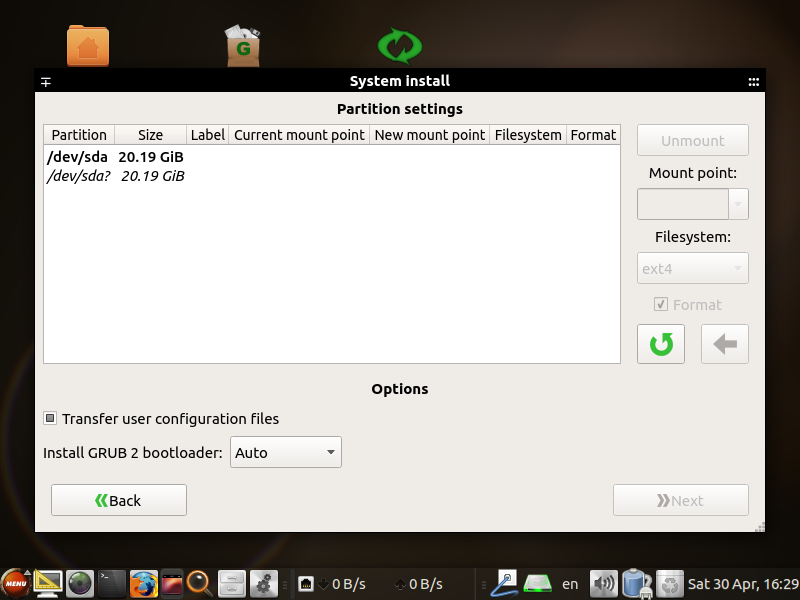 G
System install
Partition settings
Partition Size Label Current mount point New mount point Filesystem Format
/dev/sda 20.19 GiB
/dev/sda? 20.19 GiB
Unmount
Mount point:
Filesystem:
ext4
Format
Options
Transfer user configuration files
Install GRUB 2 bootloader: Auto
Back Next
MENU >_ 0 B/s 0 B/s en Sat 30 Apr, 16:29